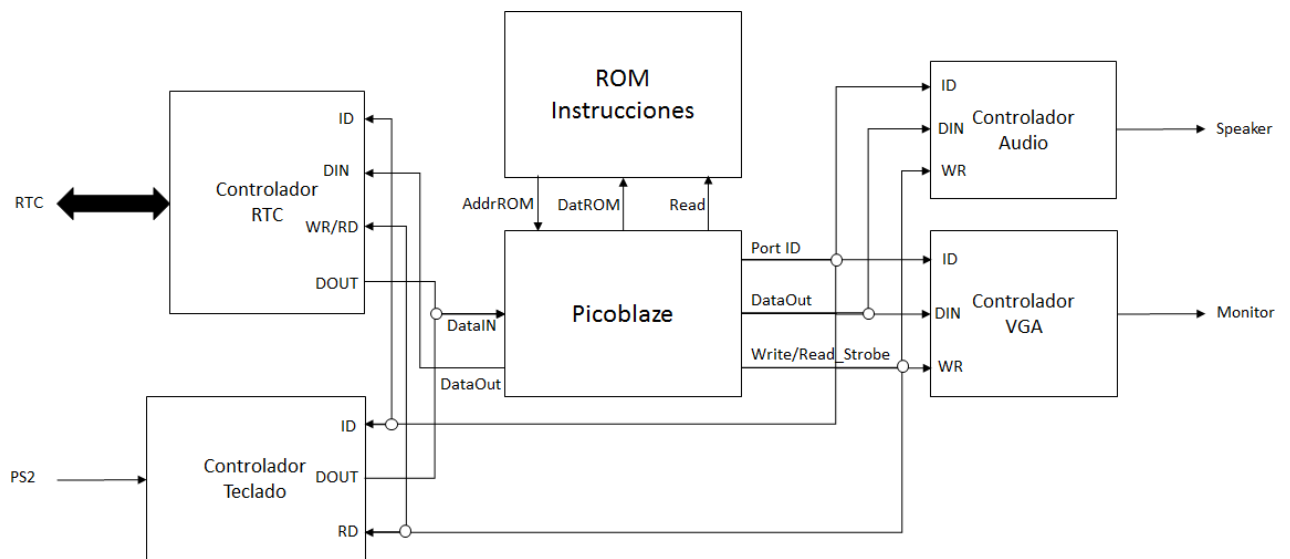 ROM
Instrucciones
RTC
ID
DIN
Controlador
RTC
WR/RD
DOUT
AddrROM
DatROM
Read
ID
DIN
Controlador
Audio
WR
Speaker
Picoblaze
DataIN
DataOut
Port ID
DataOut
Write/Read_Strobe
ID
DIN
Controlador
VGA
WR
Monitor
PS2
ID
Controlador
Teclado
DOUT
RD